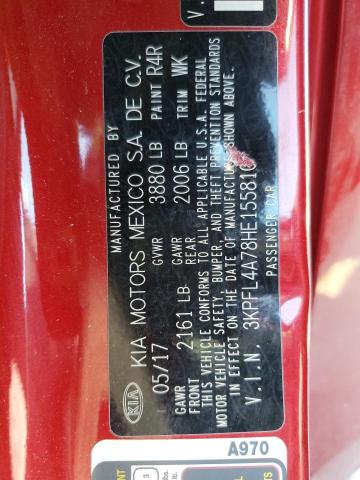 MANUFACTURED BY
KIA KIA MOTORS MEXICO S.A. DE C.V.
05/17 3880 LB PAINT R4R
GVWR
2161 LB 2006 LB TRIM WK
GAWR GAWR
FRONT REAR
THIS VEHICLE CONFORMS TO ALL APPLICABLE U.S.A. FEDERAL
MOTOR VEHICLE SAFETY, BUMPER, AND THEFT PREVENTION STANDARDS
IN EFFECT ON THE DATE OF MANUFACTURE SHOWN ABOVE.
V.I.N. 3KPFL4A78HE155810
PASSENGER CAR
A970
V.